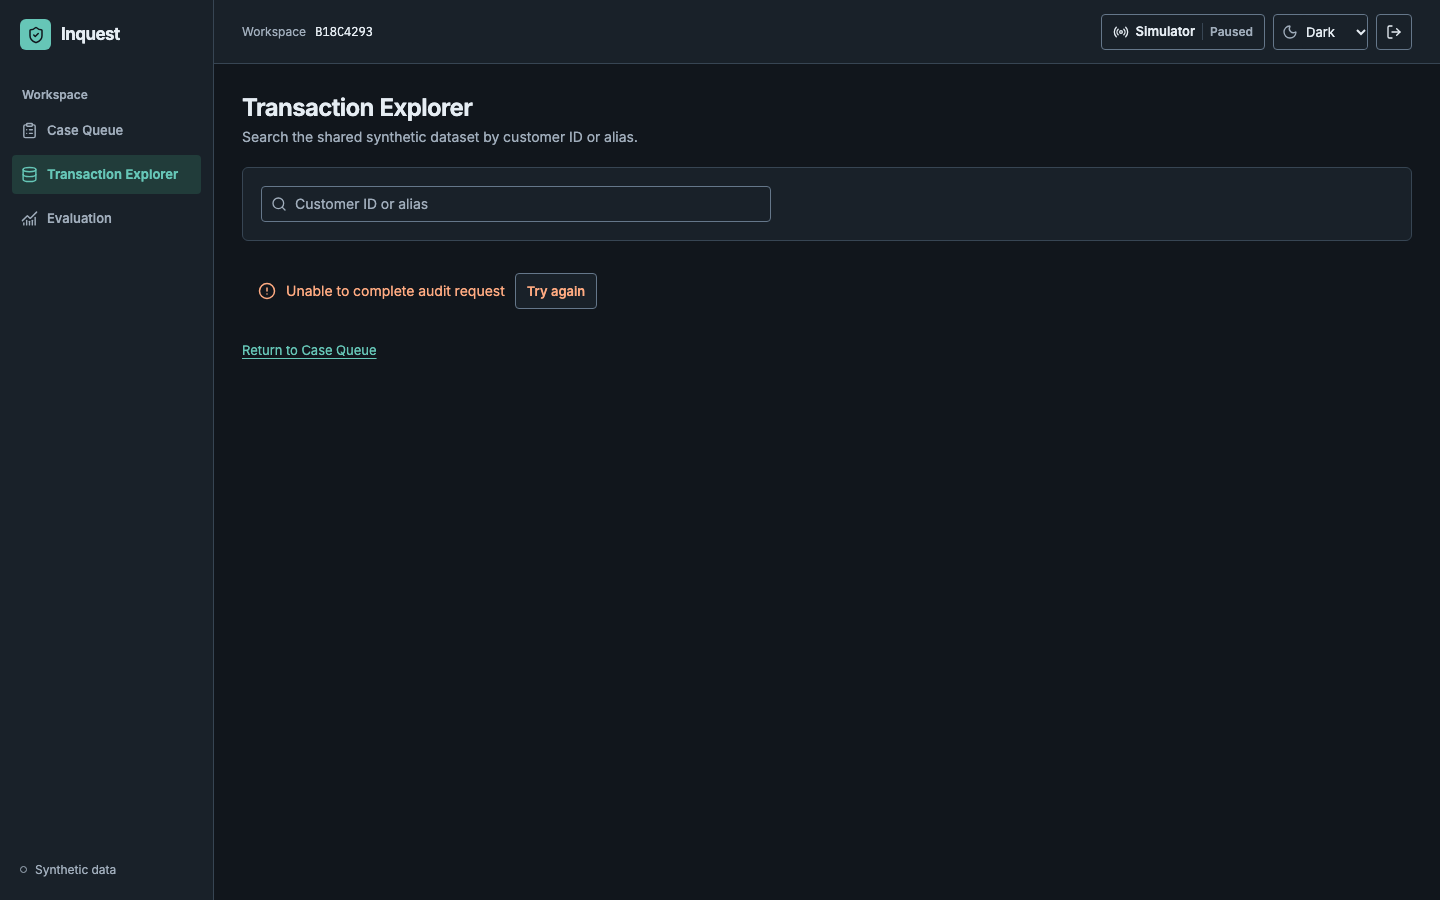 Inquest
Workspace
Case Queue
Transaction Explorer
Evaluation
Synthetic data
Workspace B18C4293
Simulator Paused
Dark
Transaction Explorer
Search the shared synthetic dataset by customer ID or alias.
Customer ID or alias
Unable to complete audit request
Try again
Return to Case Queue